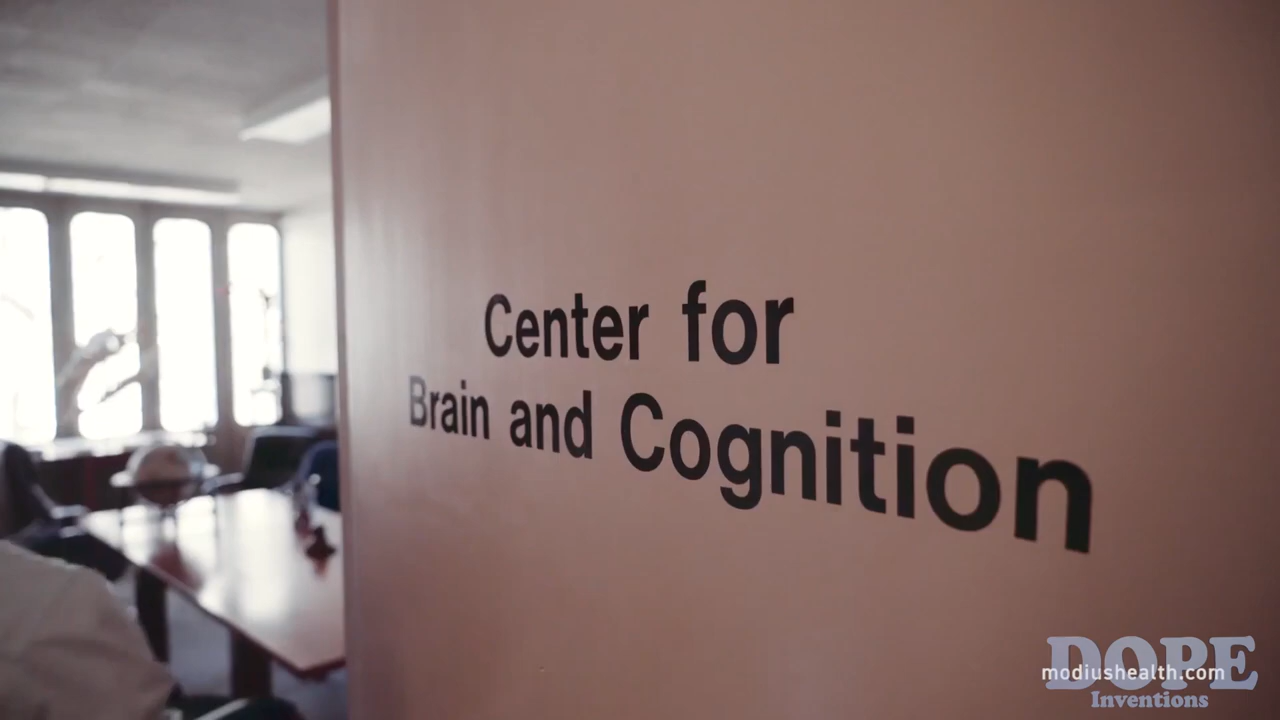 Center for
Brain and Cognition
DOPE
modiushealth.com
Inventions